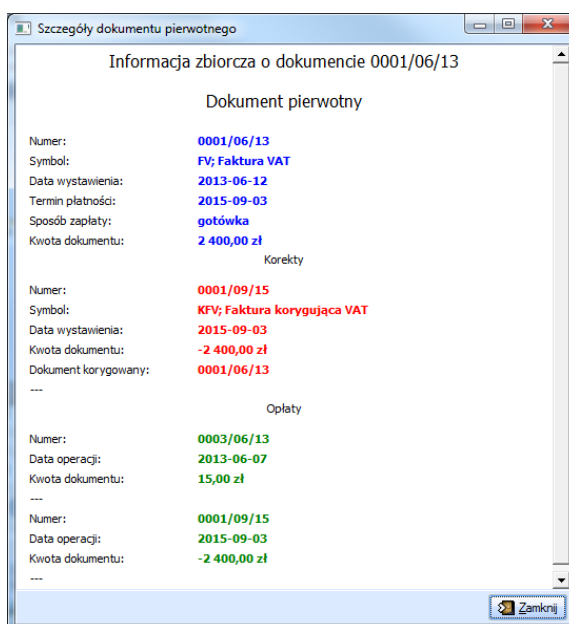 Szczegóły dokumentu pierwotnego
Informacja zbiorcza o dokumencie 0001/06/13
Dokument pierwotny
Numer: 0001/06/13
Symbol: FV; Faktura VAT
Data wystawienia: 2013-06-12
Termin płatności: 2015-09-03
Sposób zapłaty: gotówka
Kwota dokumentu: 2 400,00 zł
Korekty
Numer: 0001/09/15
Symbol: KFV; Faktura korygująca VAT
Data wystawienia: 2015-09-03
Kwota dokumentu: -2 400,00 zł
Dokument korygowany: 0001/06/13
---
Opłaty
Numer: 0003/06/13
Data operacji: 2013-06-07
Kwota dokumentu: 15,00 zł
---
Numer: 0001/09/15
Data operacji: 2015-09-03
Kwota dokumentu: -2 400,00 zł
---
Zamknij